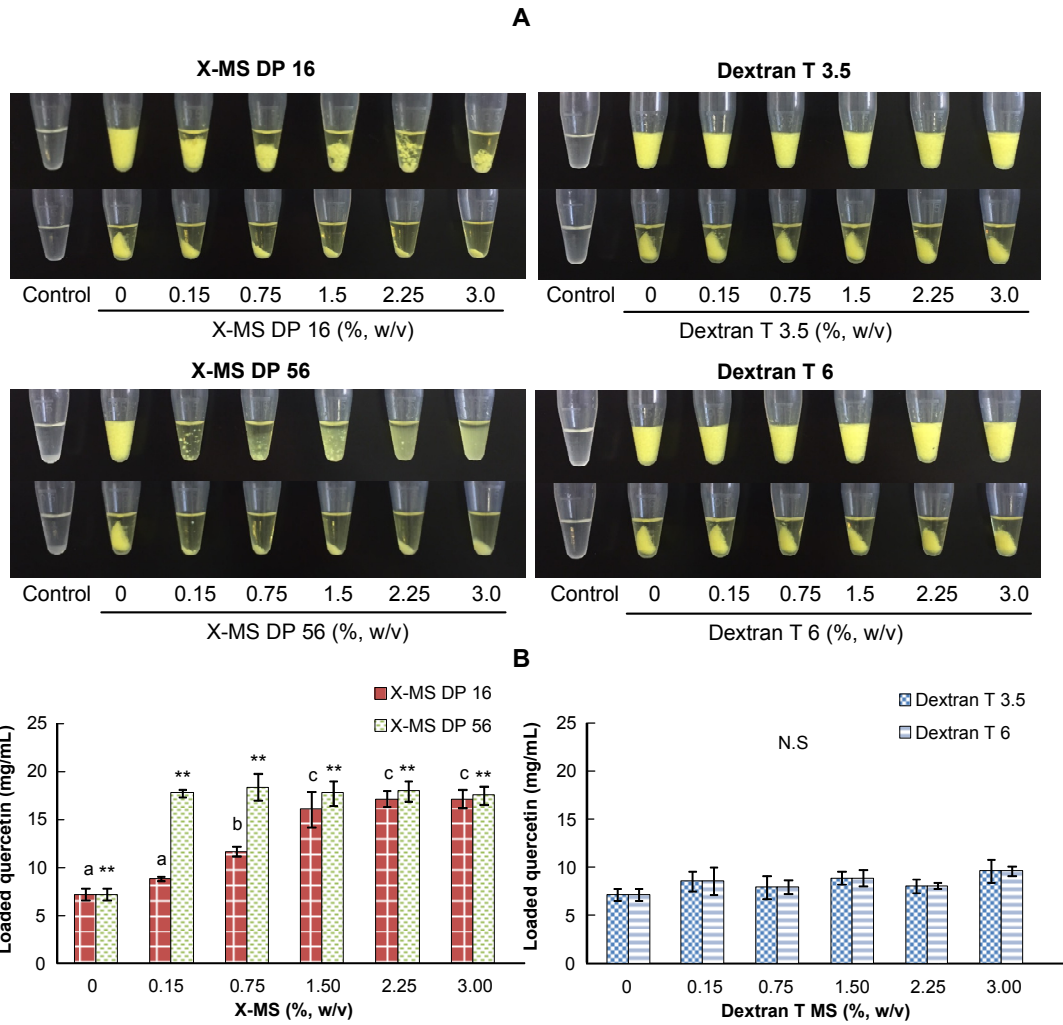 A
X-MS DP 16
Dextran T 3.5
Control 0 0.15 0.75 1.5 2.25 3.0
X-MS DP 16 (%, w/v)
Control 0 0.15 0.75 1.5 2.25 3.0
Dextran T 3.5 (%, w/v)
X-MS DP 56
Dextran T 6
Control 0 0.15 0.75 1.5 2.25 3.0
X-MS DP 56 (%, w/v)
Control 0 0.15 0.75 1.5 2.25 3.0
Dextran T 6 (%, w/v)
B
X-MS DP 16
X-MS DP 56
Loaded quercetin (mg/mL)
25
20
15
10
5
0
a **
a **
b **
c **
c **
c **
0 0.15 0.75 1.50 2.25 3.00
X-MS (%, w/v)
Dextran T 3.5
Dextran T 6
N.S
Loaded quercetin (mg/mL)
25
20
15
10
5
0
0 0.15 0.75 1.50 2.25 3.00
Dextran T MS (%, w/v)